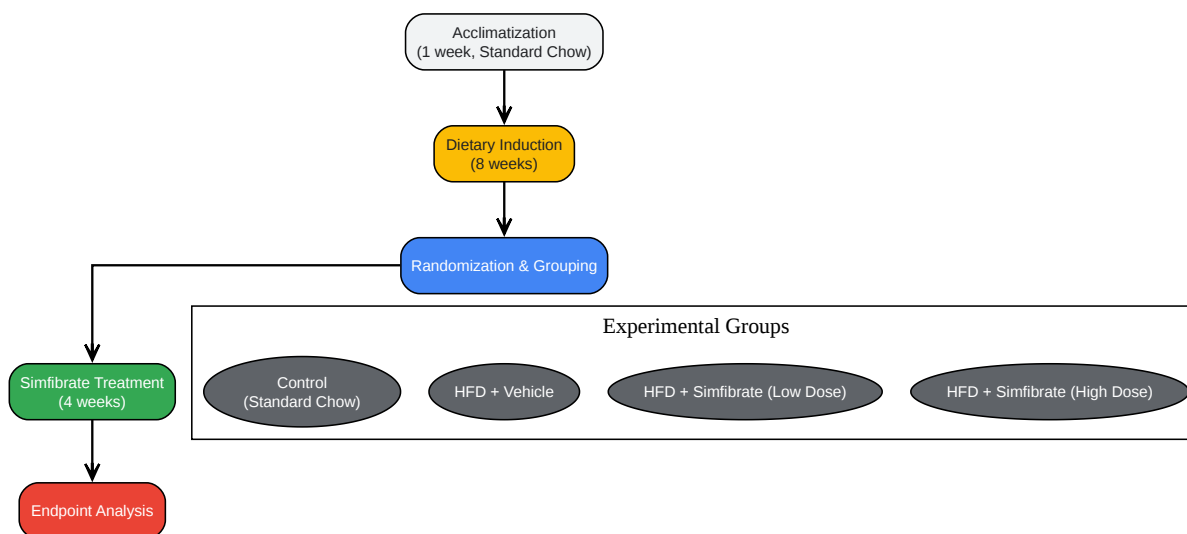 Acclimatization
(1 week, Standard Chow)
Dietary Induction
(8 weeks)
Randomization & Grouping
Experimental Groups
Simfibrate Treatment
(4 weeks)
Control
(Standard Chow)
HFD + Vehicle
HFD + Simfibrate (Low Dose)
HFD + Simfibrate (High Dose)
Endpoint Analysis